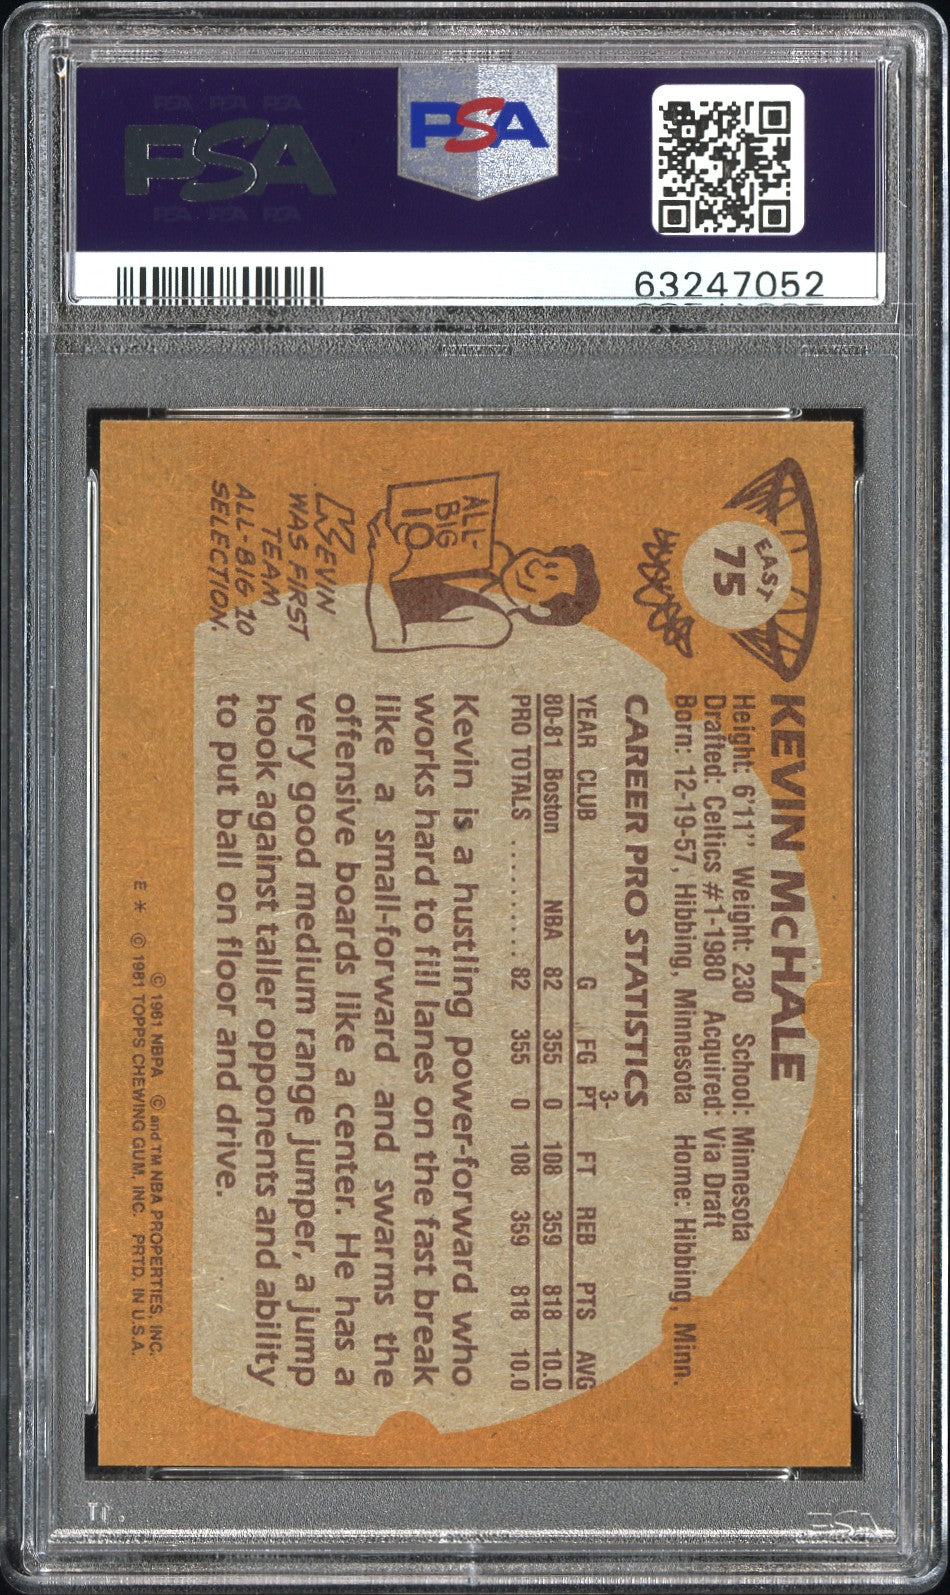 PSA PSA PSA
PSA
PSA PSA PSA
PSA
63247052
EAST
75
KEVIN McHALE
Height: 6'11" Weight: 230 School: Minnesota
Drafted: Celtics #1-1980 Acquired: Via Draft
Born: 12-19-57, Hibbing, Minnesota Home: Hibbing, Minn.
CAREER PRO STATISTICS
YEAR CLUB G FG 3-PT FT REB PTS AVG
80-81 Boston NBA 82 355 0 108 359 818 10.0
PRO TOTALS .......... 82 355 0 108 359 818 10.0
Kevin is a hustling power-forward who
works hard to fill lanes on the fast break
like a small-forward and swarms the
offensive boards like a center. He has a
very good medium range jumper, a jump
hook against taller opponents and ability
to put ball on floor and drive.
ALL-
BIG
10
KEVIN
WAS FIRST
TEAM
ALL-BIG 10
SELECTION.
© 1981 NBPA © and TM NBA PROPERTIES, INC.
E * © 1981 TOPPS CHEWING GUM, INC. PRTD. IN U.S.A.
PSA